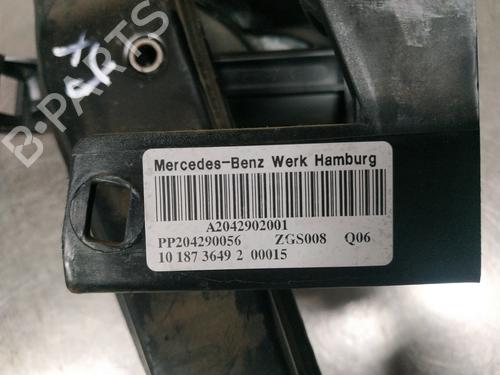 B-PARTS
Mercedes-Benz Werk Hamburg
A2042902001
PP204290056 ZGS008 Q06
10 187 3649 2 00015